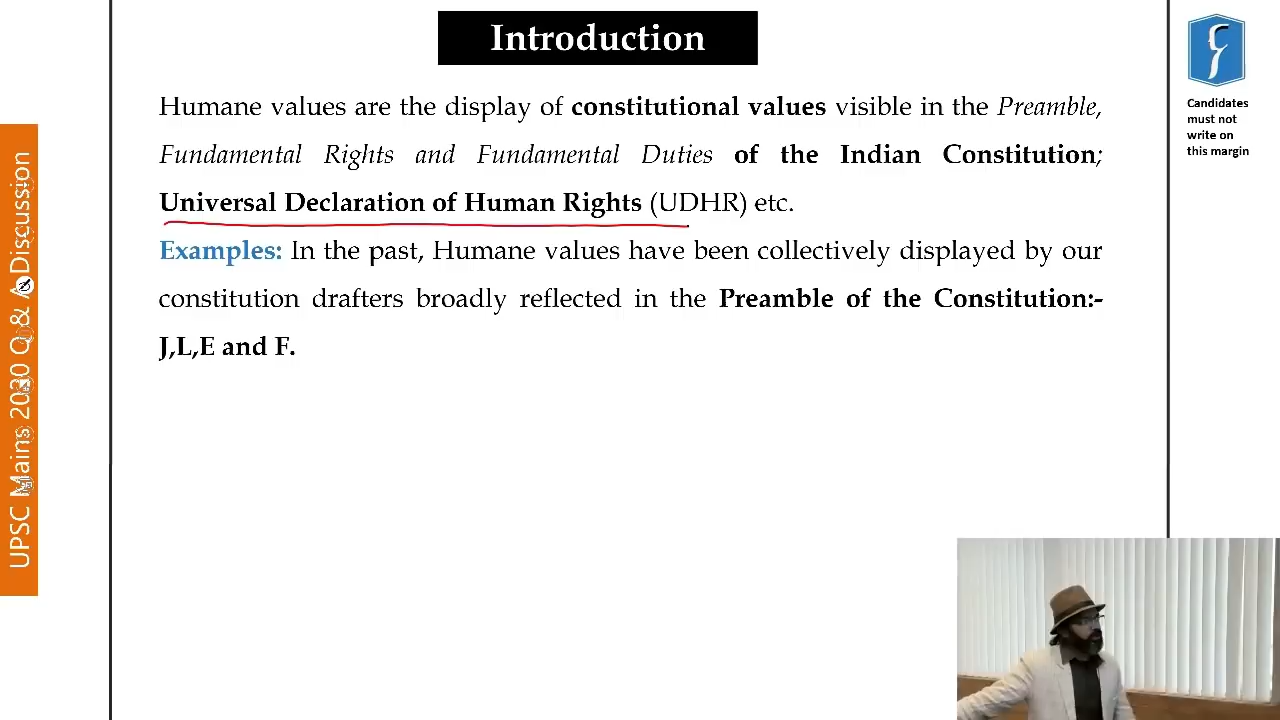 Introduction
Humane values are the display of constitutional values visible in the Preamble,
Fundamental Rights and Fundamental Duties of the Indian Constitution;
Universal Declaration of Human Rights (UDHR) etc.
Examples: In the past, Humane values have been collectively displayed by our
constitution drafters broadly reflected in the Preamble of the Constitution:-
J,L,E and F.
Candidates
must not
write on
this margin
UPSC Mains 2020 Q & A Discussion